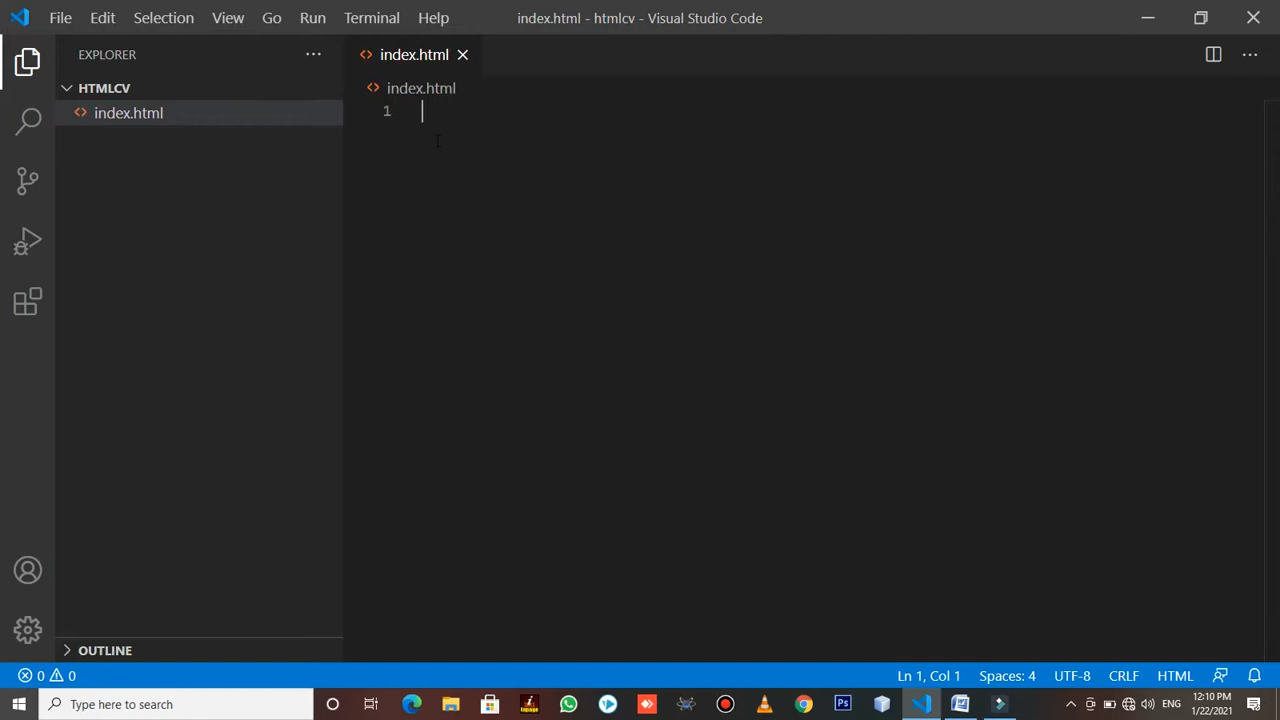 File Edit Selection View Go Run Terminal Help index.html - htmlcv - Visual Studio Code
EXPLORER
index.html
HTMLCV
index.html
index.html
1
OUTLINE
0 0 Ln 1, Col 1 Spaces: 4 UTF-8 CRLF HTML
Type here to search
inpage
Ps
ENG
12:10 PM
1/22/2021